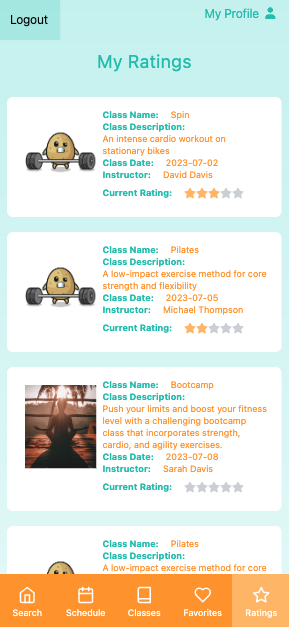 Logout
My Profile
My Ratings
Class Name: Spin
Class Description:
An intense cardio workout on
stationary bikes
Class Date: 2023-07-02
Instructor: David Davis
Current Rating:
Class Name: Pilates
Class Description:
A low-impact exercise method for core
strength and flexibility
Class Date: 2023-07-05
Instructor: Michael Thompson
Current Rating:
Class Name: Bootcamp
Class Description:
Push your limits and boost your fitness
level with a challenging bootcamp
class that incorporates strength,
cardio, and agility exercises.
Class Date: 2023-07-08
Instructor: Sarah Davis
Current Rating:
Class Name: Pilates
Class Description:
A low-impact exercise method for core
Search Schedule Classes Favorites Ratings